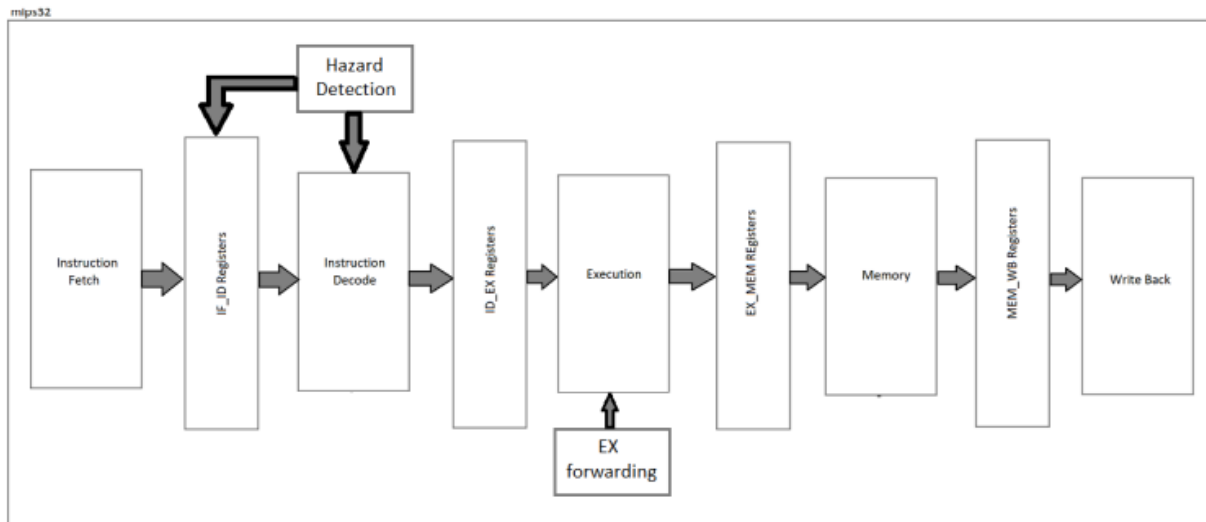 mips32
Hazard
Detection
Instruction
Fetch
IF_ID Registers
Instruction
Decode
ID_EX Registers
Execution
EX_MEM REgisters
Memory
MEM_WB Registers
Write Back
EX
forwarding